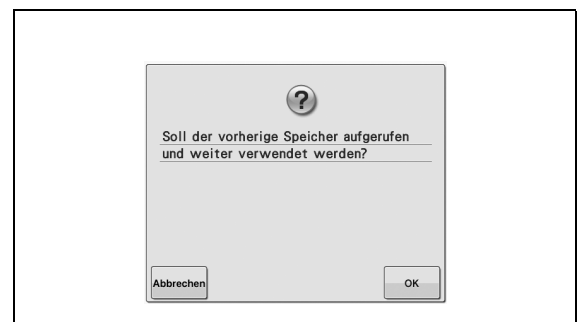 ?
Soll der vorherige Speicher aufgerufen
und weiter verwendet werden?
Abbrechen
OK